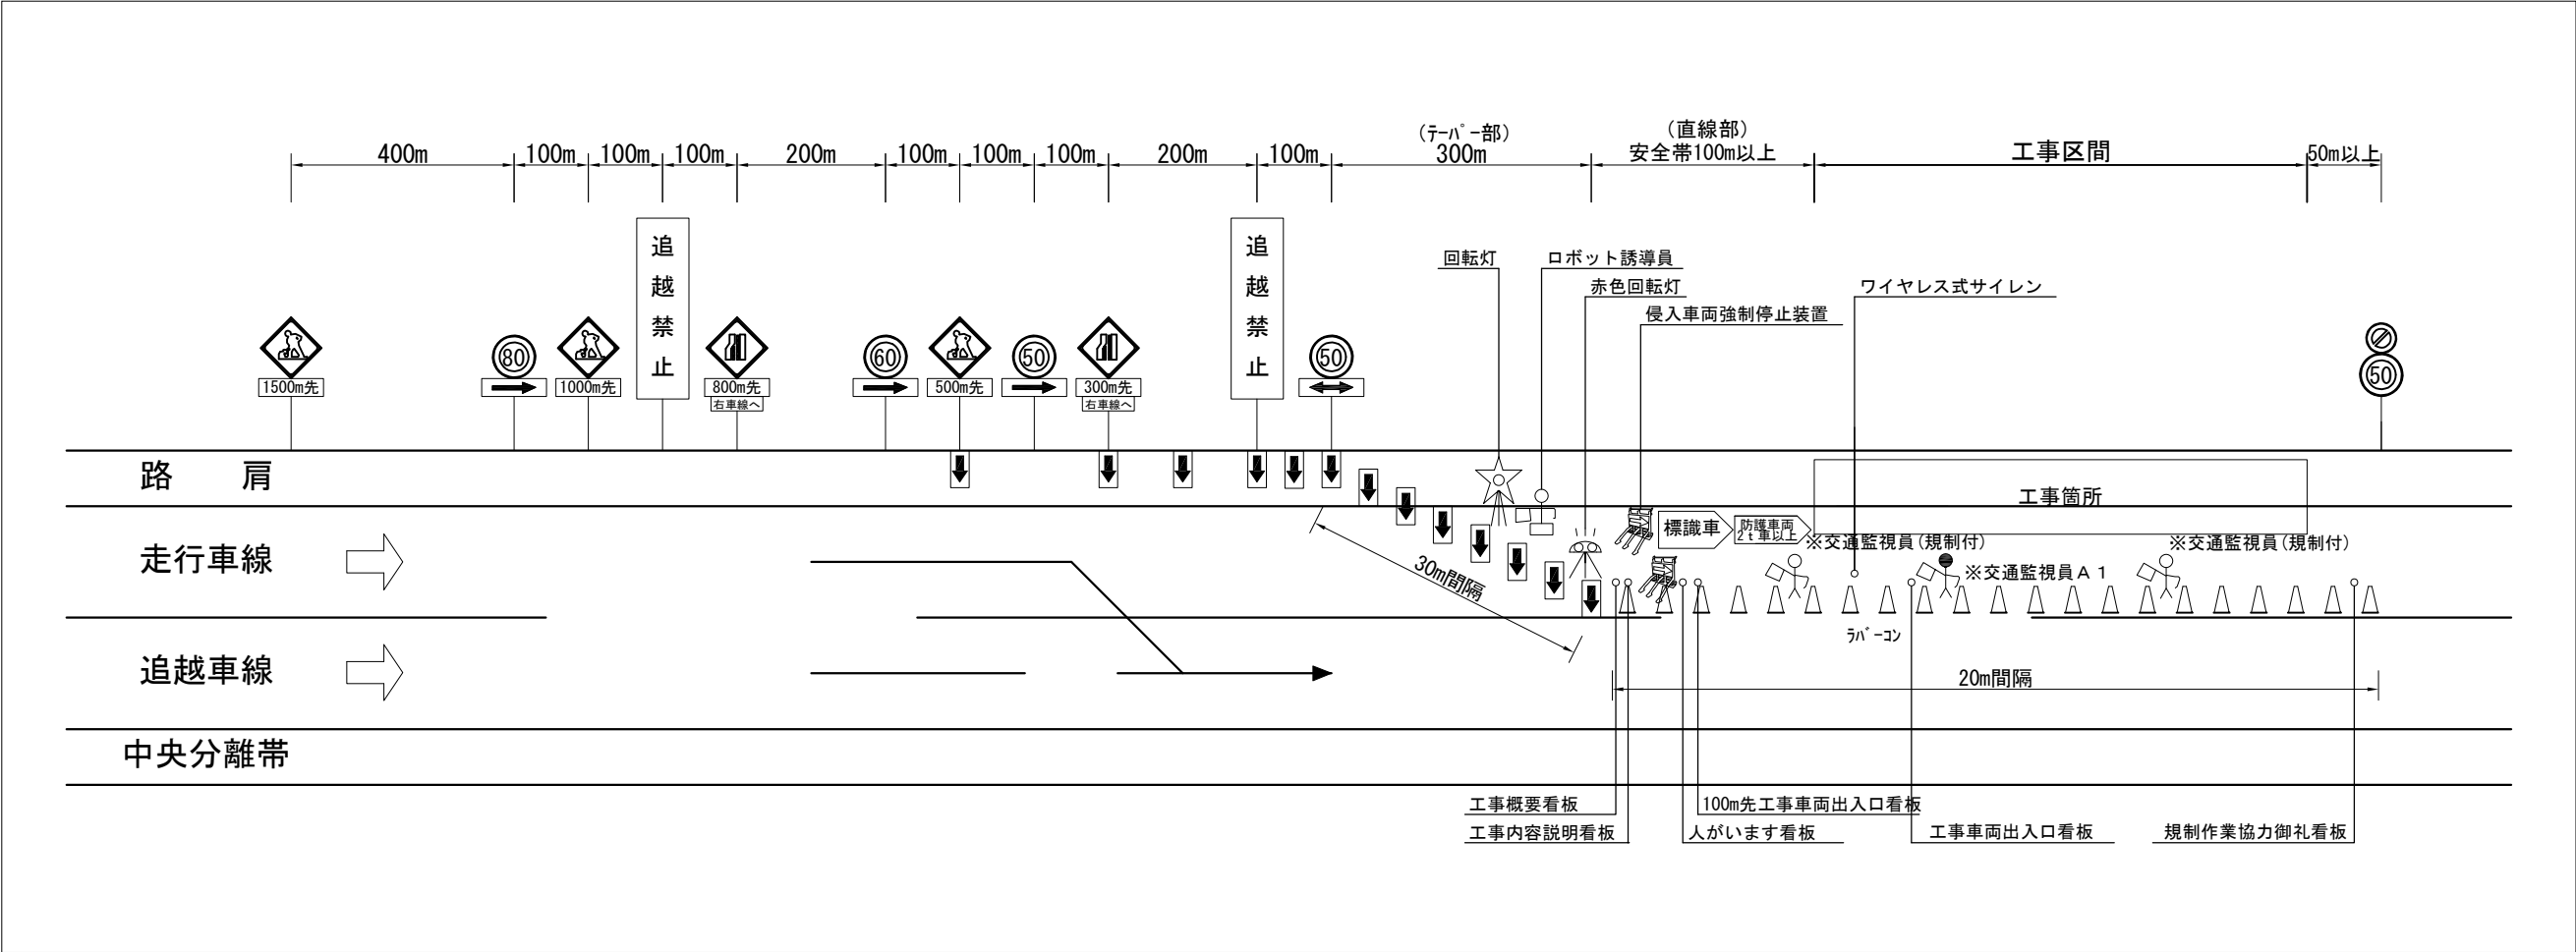 (テーパー部)
(直線部)
400m 100m 100m 100m 200m 100m 100m 100m 200m 100m 300m 安全帯100m以上 工事区間 50m以上
追越禁止
追越禁止
回転灯
ロボット誘導員
赤色回転灯
ワイヤレス式サイレン
侵入車両強制停止装置
1500m先
80
1000m先
800m先
右車線へ
60
500m先
50
300m先
右車線へ
50
50
路 肩
工事箇所
標識車
防護車両
2t車以上
※交通監視員(規制付)
※交通監視員(規制付)
走行車線
※交通監視員A1
30m間隔
ラバーコン
追越車線
20m間隔
中央分離帯
工事概要看板
100m先工事車両出入口看板
工事内容説明看板
人がいます看板
工事車両出入口看板
規制作業協力御礼看板